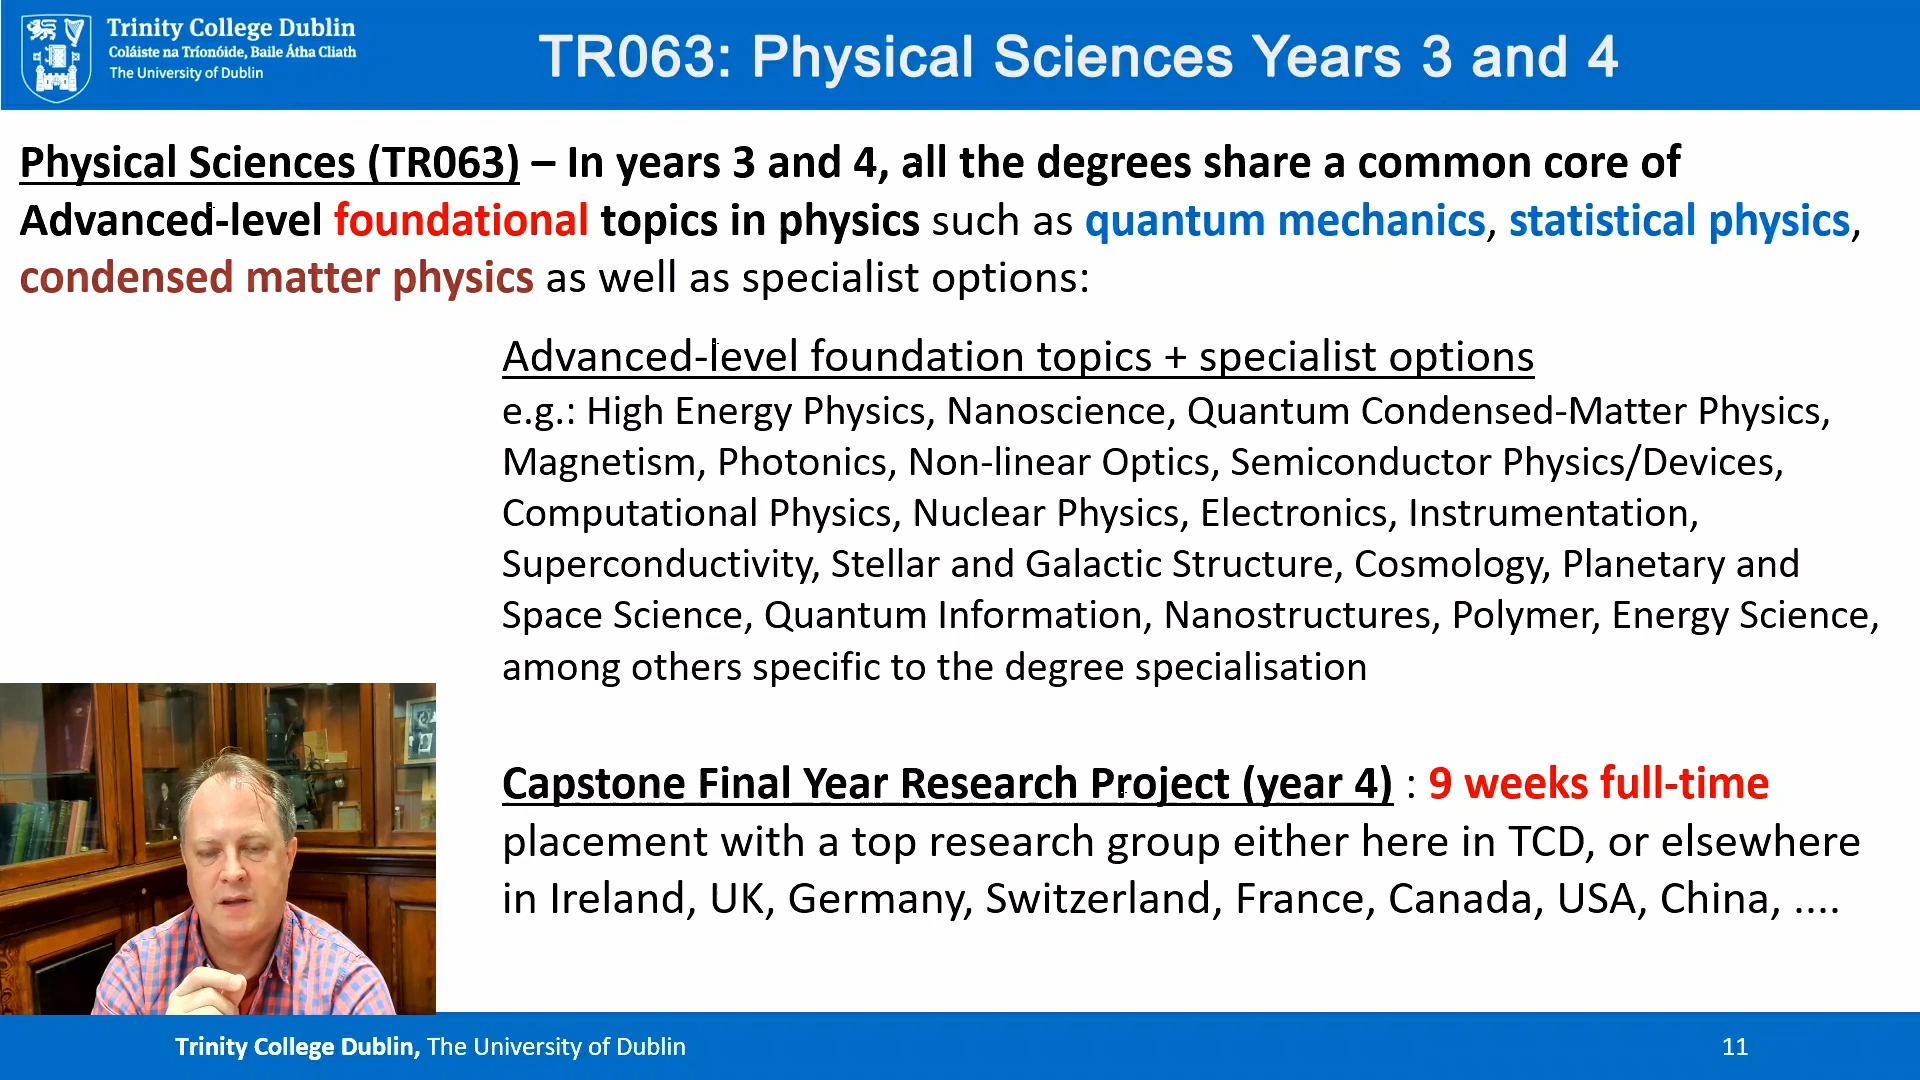 Trinity College Dublin
Coláiste na Tríonóide, Baile Átha Cliath
The University of Dublin
TR063: Physical Sciences Years 3 and 4
Physical Sciences (TR063) – In years 3 and 4, all the degrees share a common core of
Advanced-level foundational topics in physics such as quantum mechanics, statistical physics,
condensed matter physics as well as specialist options:
Advanced-level foundation topics + specialist options
e.g.: High Energy Physics, Nanoscience, Quantum Condensed-Matter Physics,
Magnetism, Photonics, Non-linear Optics, Semiconductor Physics/Devices,
Computational Physics, Nuclear Physics, Electronics, Instrumentation,
Superconductivity, Stellar and Galactic Structure, Cosmology, Planetary and
Space Science, Quantum Information, Nanostructures, Polymer, Energy Science,
among others specific to the degree specialisation
Capstone Final Year Research Project (year 4) : 9 weeks full-time
placement with a top research group either here in TCD, or elsewhere
in Ireland, UK, Germany, Switzerland, France, Canada, USA, China, ....
Trinity College Dublin, The University of Dublin
11